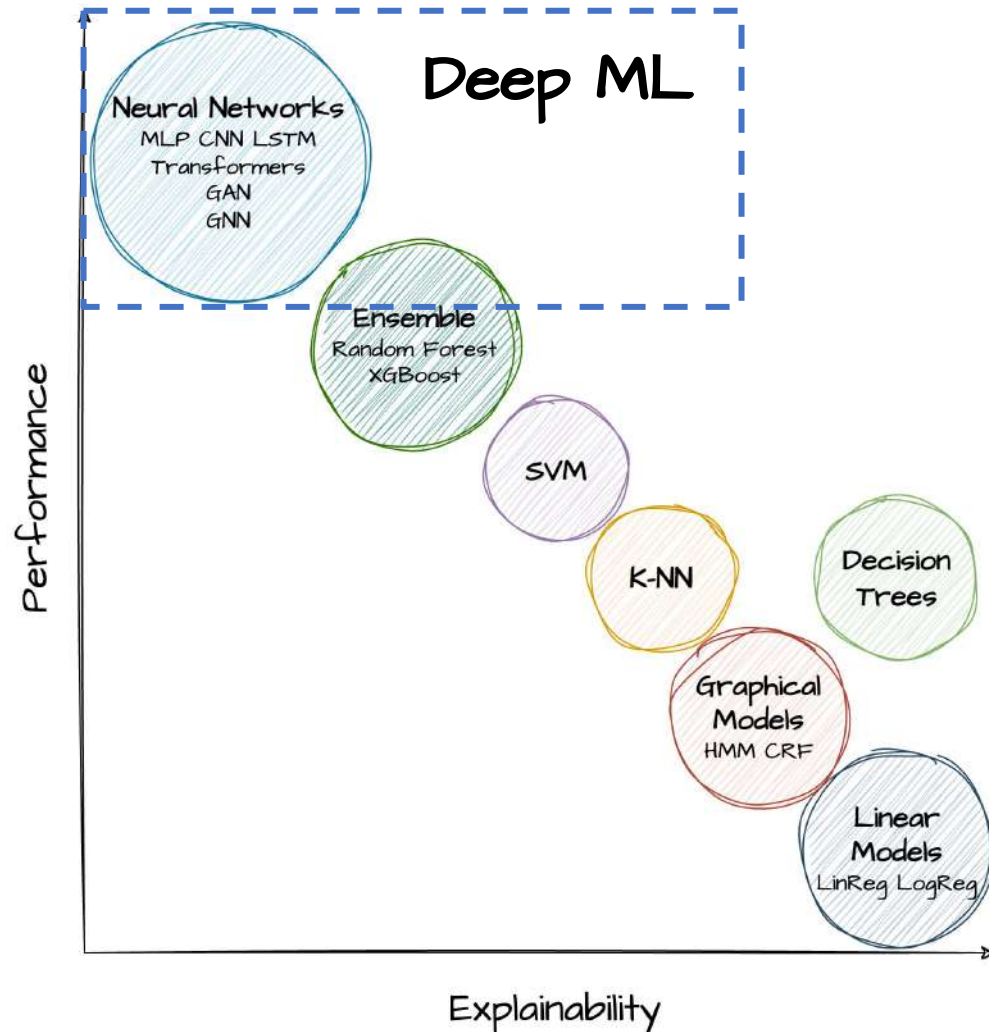 Deep ML
Neural Networks
MLP CNN LSTM
Transformers
GAN
GNN
Ensemble
Random Forest
XGBoost
SVM
K-NN
Decision
Trees
Graphical
Models
HMM CRF
Linear
Models
LinReg LogReg
Performance
Explainability